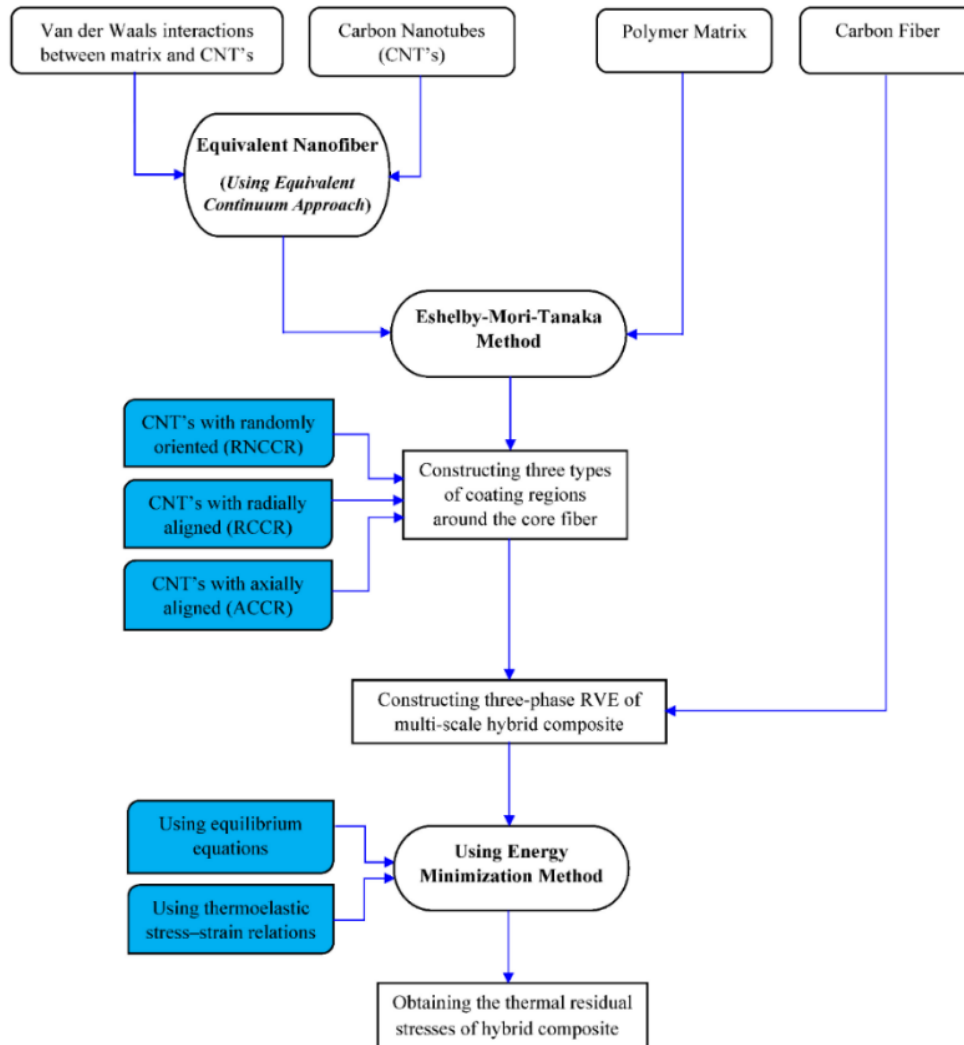 Van der Waals interactions
between matrix and CNT's
Carbon Nanotubes
(CNT's)
Polymer Matrix
Carbon Fiber
Equivalent Nanofiber
(Using Equivalent
Continuum Approach)
Eshelby-Mori-Tanaka
Method
CNT's with randomly
oriented (RNCCR)
CNT's with radially
aligned (RCCR)
CNT's with axially
aligned (ACCR)
Constructing three types
of coating regions
around the core fiber
Constructing three-phase RVE of
multi-scale hybrid composite
Using equilibrium
equations
Using thermoelastic
stress–strain relations
Using Energy
Minimization Method
Obtaining the thermal residual
stresses of hybrid composite